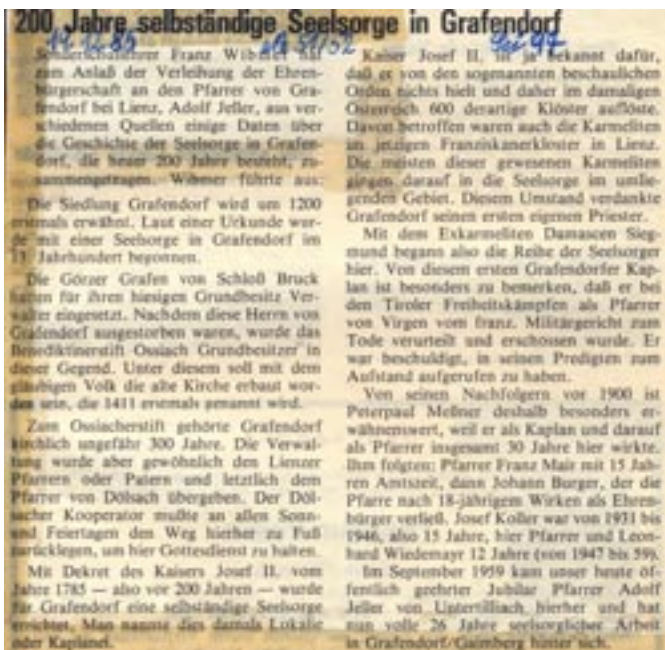 200 Jahre selbständige Seelsorge in Grafendorf
Sonderschullehrer Franz Wibmer hat
zum Anlaß der Verleihung der Ehren-
bürgerschaft an den Pfarrer von Gra-
fendorf bei Lienz, Adolf Jeller, aus ver-
schiedenen Quellen einige Daten über
die Geschichte der Seelsorge in Grafen-
dorf, die heuer 200 Jahre besteht, zu-
sammengetragen. Wibmer führte aus:
Die Siedlung Grafendorf wird um 1200
erstmals erwähnt. Laut einer Urkunde wur-
de mit einer Seelsorge in Grafendorf im
Jahrhundert begonnen.
Die Görzer Grafen von Schloß Bruck
hatten für ihren hiesigen Grundbesitz Ver-
walter eingesetzt. Nachdem diese Herrn von
Grafendorf ausgestorben waren, wurde das
Benediktinerstift Ossiach Grundbesitzer in
dieser Gegend. Unter diesem soll mit dem
gläubigen Volk die alte Kirche erbaut wor-
den sein, die 1411 erstmals genannt wird.
Zum Ossiacherstift gehörte Grafendorf
kirchlich ungefähr 300 Jahre. Die Verwal-
tung wurde aber gewöhnlich den Lienzer
Pfarrern oder Patern und letztlich dem
Pfarrer von Dölsach übergeben. Der Döl-
sacher Kooperator mußte an allen Sonn-
und Feiertagen den Weg hierher zu Fuß
zurücklegen, um hier Gottesdienst zu halten.
Mit Dekret des Kaisers Josef II. vom
Jahre 1785 — also vor 200 Jahren — wurde
für Grafendorf eine selbständige Seelsorge
errichtet. Man nannte dies damals Lokalie
oder Kaplanei.
Kaiser Josef II. ist ja bekannt dafür,
daß er von den sogenannten beschaulichen
Orden nichts hielt und daher im damaligen
Österreich 600 derartige Klöster auflöste.
Davon betroffen waren auch die Karmeliten
im jetzigen Franziskanerkloster in Lienz.
Die meisten dieser gewesenen Karmeliten
gingen darauf in die Seelsorge im umlie-
genden Gebiet. Diesem Umstand verdankte
Grafendorf seinen ersten eigenen Priester.
Mit dem Exkarmeliten Damascen Sieg-
mund begann also die Reihe der Seelsorger
hier. Von diesem ersten Grafendorfer Kap-
lan ist besonders zu bemerken, daß er bei
den Tiroler Freiheitskämpfen als Pfarrer
von Virgen vom franz. Militärgericht zum
Tode verurteilt und erschossen wurde. Er
war beschuldigt, in seinen Predigten zum
Aufstand aufgerufen zu haben.
Von seinen Nachfolgern vor 1900 ist
Peterpaul Meßner deshalb besonders er-
wähnenswert, weil er als Kaplan und darauf
als Pfarrer insgesamt 30 Jahre hier wirkte.
Ihm folgten: Pfarrer Franz Mair mit 15 Jah-
ren Amtszeit, dann Johann Burger, der die
Pfarre nach 18-jährigem Wirken als Ehren-
bürger verließ. Josef Koller war von 1931 bis
1946, also 15 Jahre, hier Pfarrer und Leon-
hard Wiedemayr 12 Jahre (von 1947 bis 59).
Im September 1959 kam unser heute öf-
fentlich geehrter Jubilar Pfarrer Adolf
Jeller von Untertilliach hierher und hat
nun volle 26 Jahre seelsorglicher Arbeit
in Grafendorf/Gaimberg hinter sich.